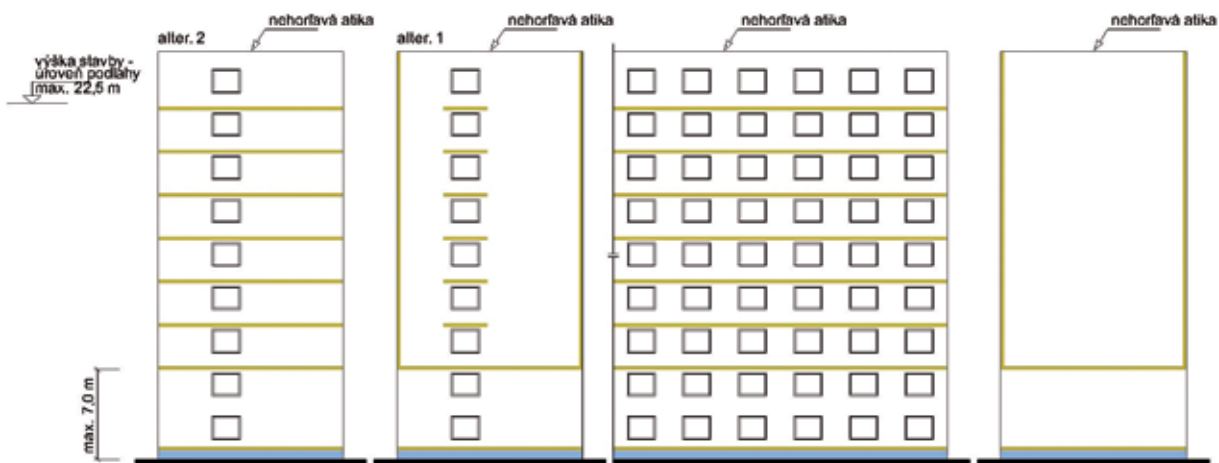 nehorľavá atika
nehorľavá atika
nehorľavá atika
nehorľavá atika
alter. 2
alter. 1
výška stavby -
úroveň podlahy
max. 22,5 m
max. 7,0 m